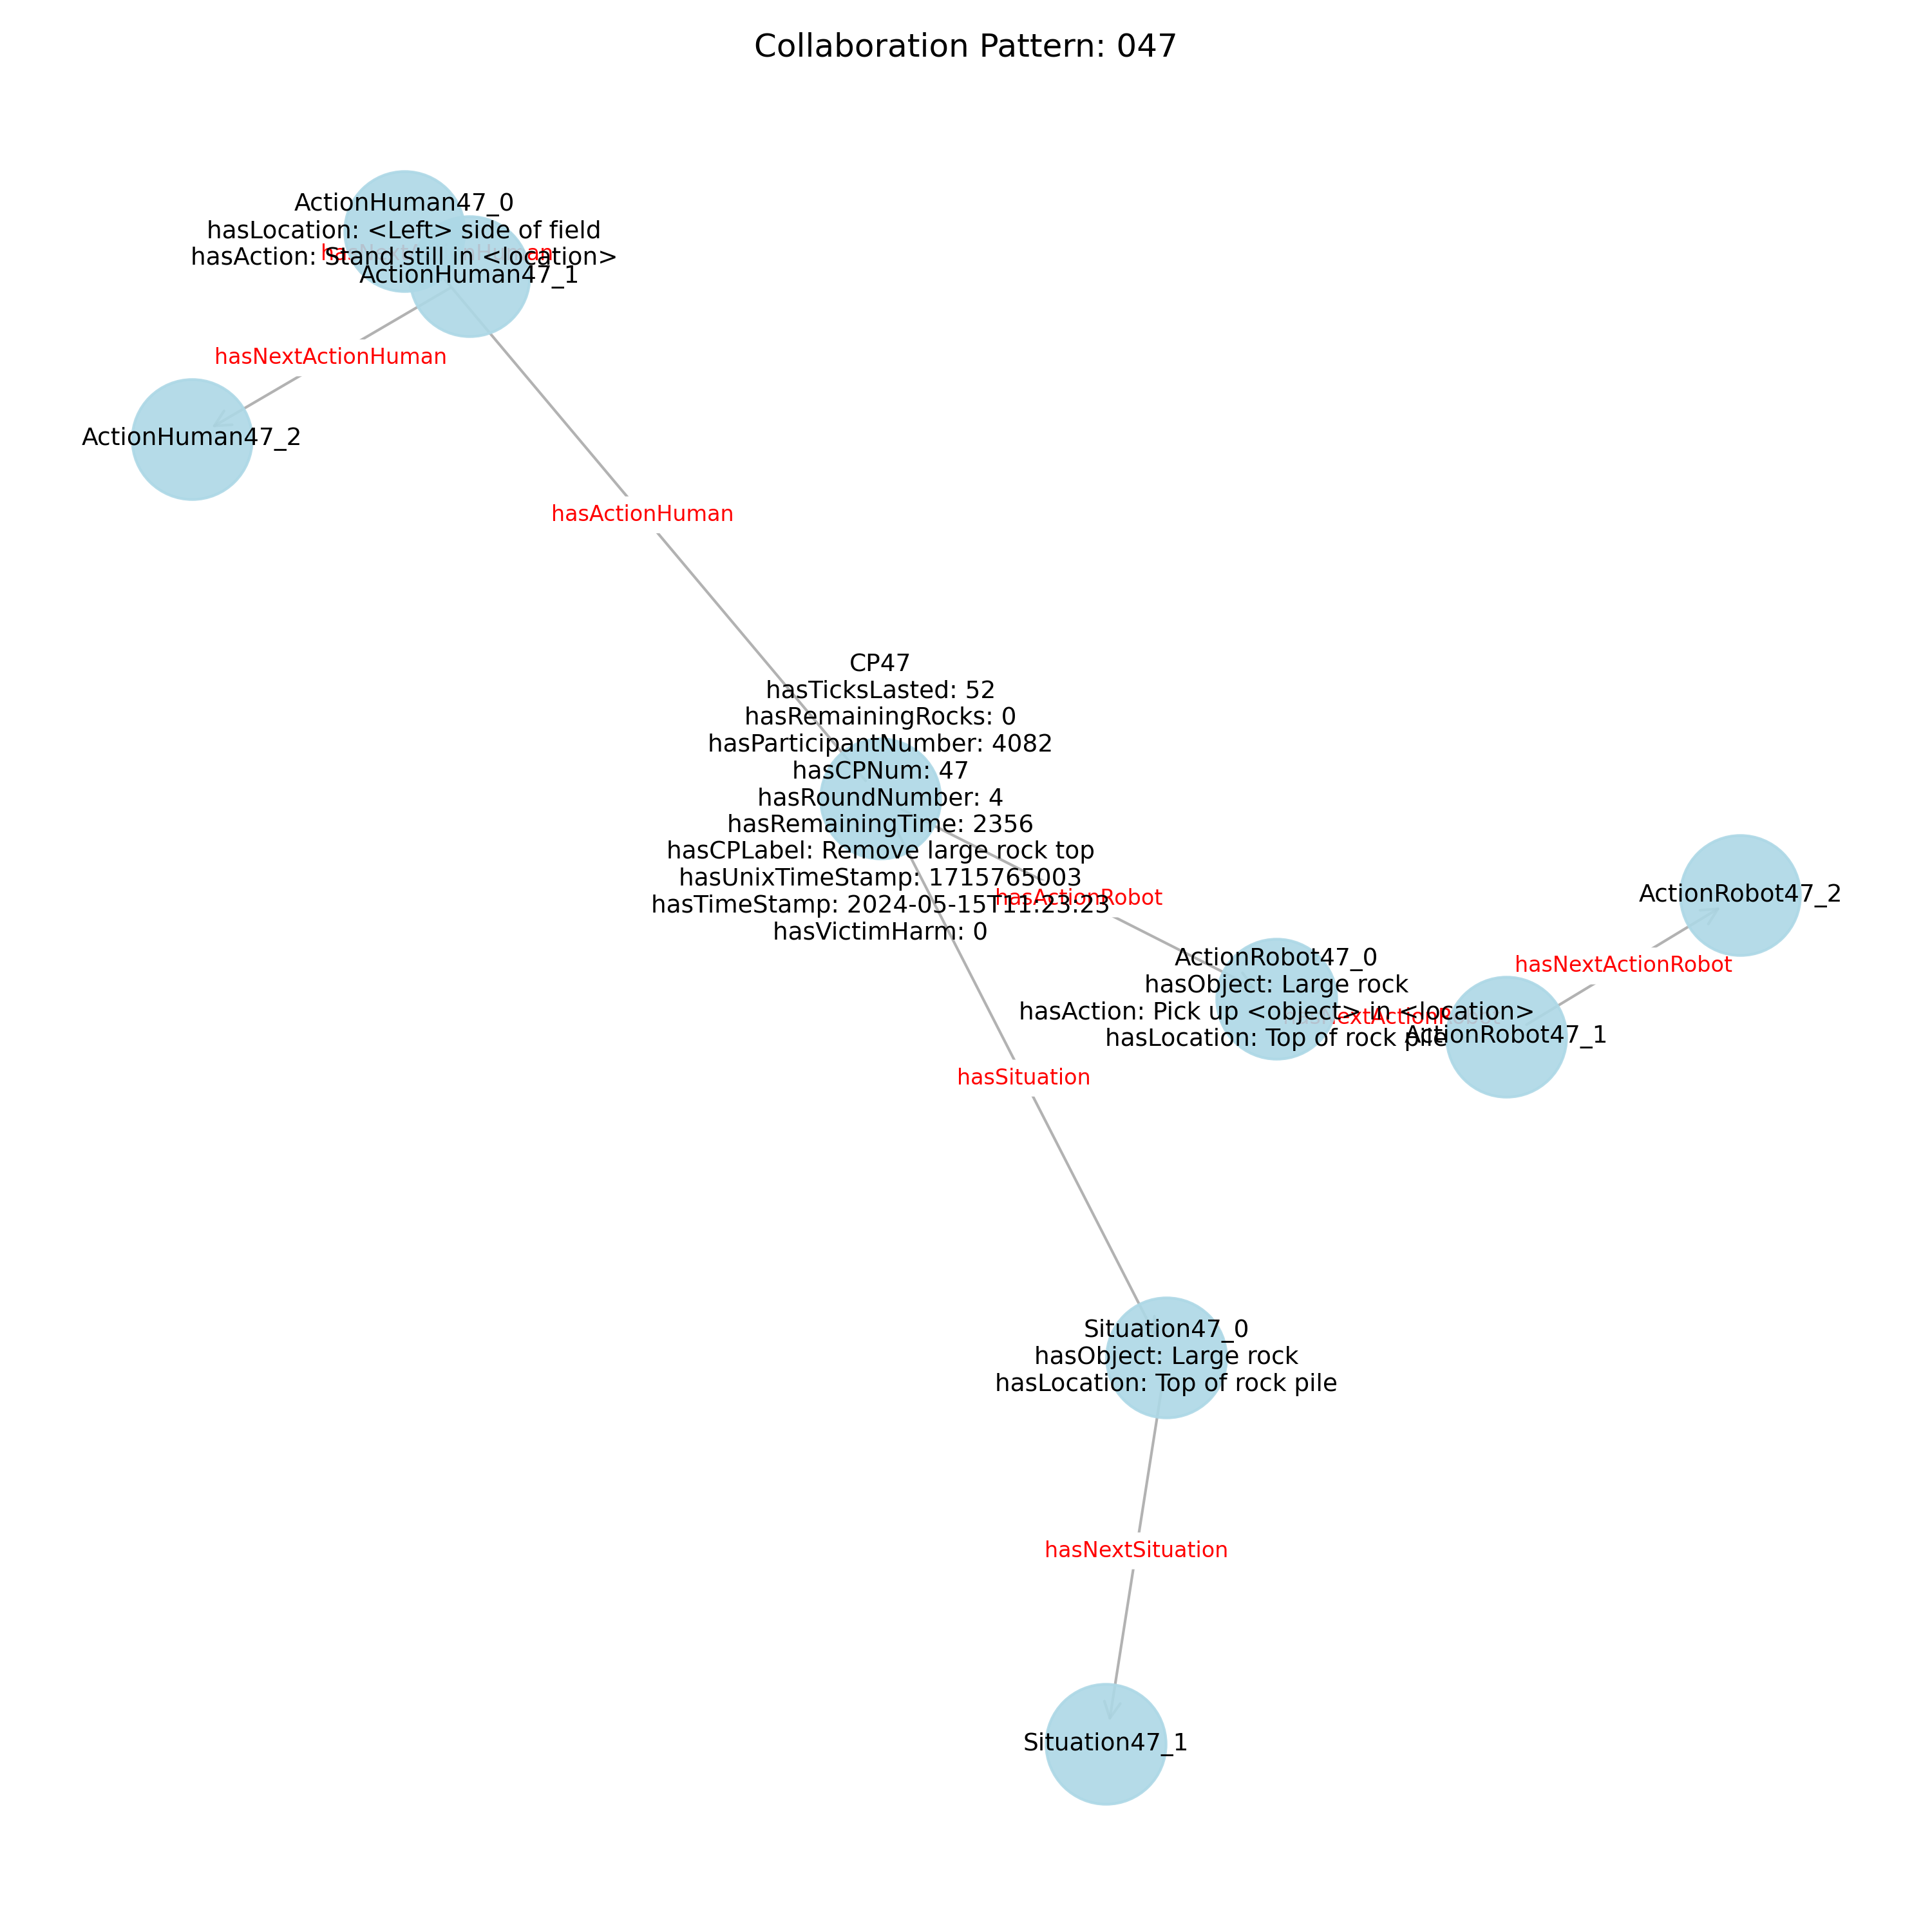 Collaboration Pattern: 047
ActionHuman47_0
hasLocation: <Left> side of field
hasAction: Stand still in <location>
ActionHuman47_1
hasNextActionHuman
ActionHuman47_2
hasActionHuman
CP47
hasTicksLasted: 52
hasRemainingRocks: 0
hasParticipantNumber: 4082
hasCPNum: 47
hasRoundNumber: 4
hasRemainingTime: 2356
hasCPLabel: Remove large rock top
hasUnixTimeStamp: 1715765003
hasTimeStamp: 2024-05-15T11:23:23
hasVictimHarm: 0
hasActionRobot
ActionRobot47_2
hasNextActionRobot
ActionRobot47_0
hasObject: Large rock
hasAction: Pick up <object> in <location>
hasLocation: Top of rock pile
ActionRobot47_1
hasSituation
Situation47_0
hasObject: Large rock
hasLocation: Top of rock pile
hasNextSituation
Situation47_1